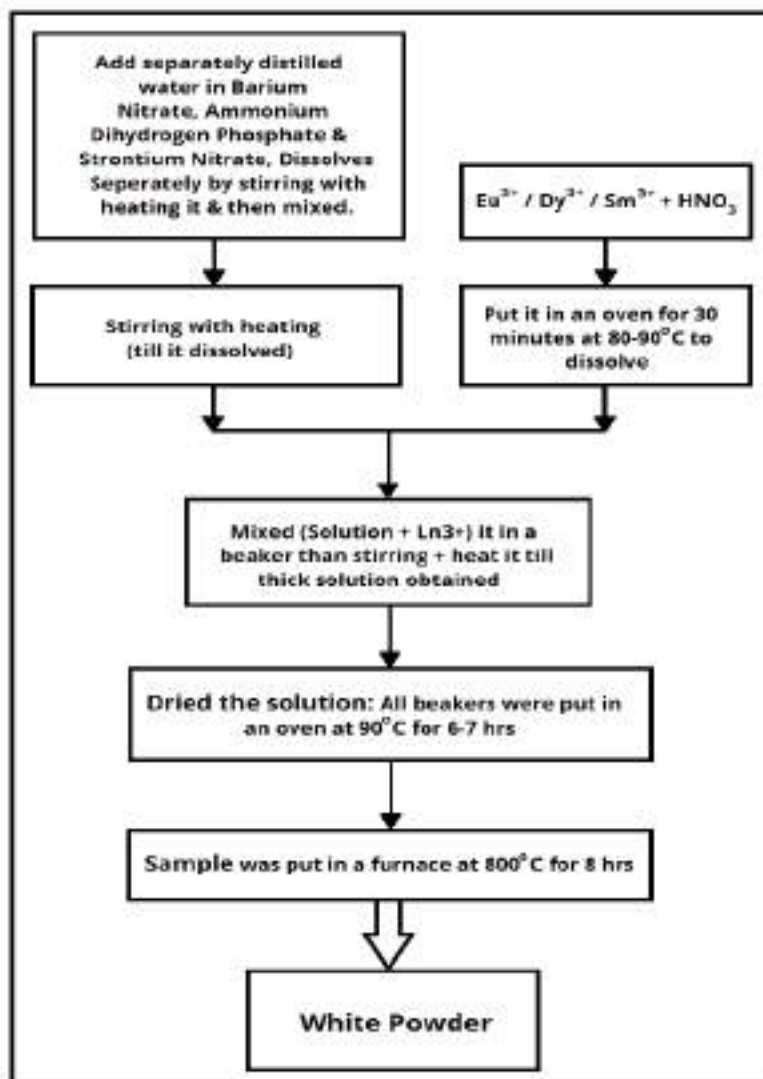 Add separately distilled
water in Barium
Nitrate, Ammonium
Dihydrogen Phosphate &
Strontium Nitrate, Dissolves
Seperately by stirring with
heating it & then mixed.
Eu³⁺ / Dy³⁺ / Sm³⁺ + HNO₃
Stirring with heating
(till it dissolved)
Put it in an oven for 30
minutes at 80-90°C to
dissolve
Mixed (Solution + Ln3+) it in a
beaker than stirring + heat it till
thick solution obtained
Dried the solution: All beakers were put in
an oven at 90°C for 6-7 hrs
Sample was put in a furnace at 800°C for 8 hrs
White Powder